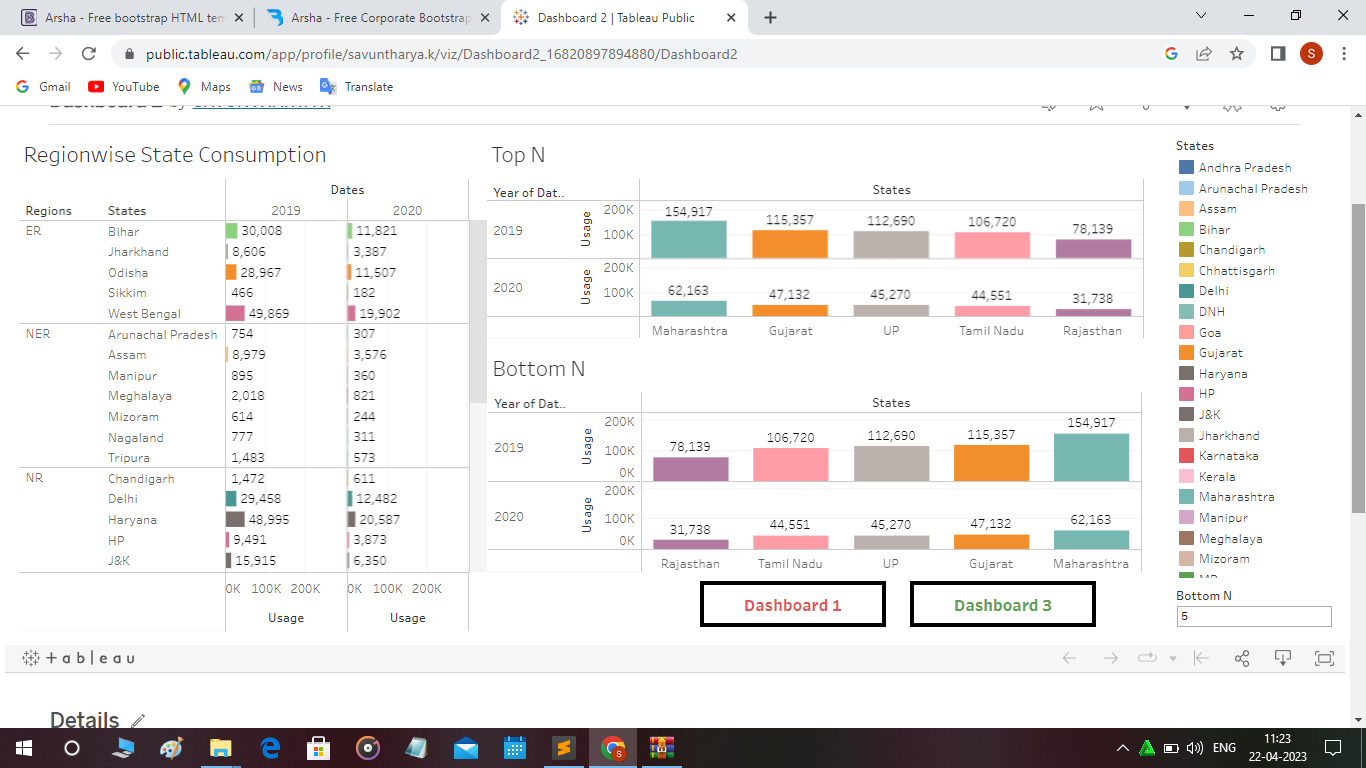 Arsha - Free bootstrap HTML tem
Arsha - Free Corporate Bootstrap
Dashboard 2 | Tableau Public
public.tableau.com/app/profile/savuntharya.k/viz/Dashboard2_16820897894880/Dashboard2
S
Gmail
YouTube
Maps
News
Translate
Regionwise State Consumption
Dates
Regions States 2019 2020
ER Bihar 30,008 11,821
Jharkhand 8,606 3,387
Odisha 28,967 11,507
Sikkim 466 182
West Bengal 49,869 19,902
NER Arunachal Pradesh 754 307
Assam 8,979 3,576
Manipur 895 360
Meghalaya 2,018 821
Mizoram 614 244
Nagaland 777 311
Tripura 1,483 573
NR Chandigarh 1,472 611
Delhi 29,458 12,482
Haryana 48,995 20,587
HP 9,491 3,873
J&K 15,915 6,350
0K 100K 200K 0K 100K 200K
Usage Usage
Top N
Year of Dat.. States
2019 Usage 200K 100K
154,917 115,357 112,690 106,720 78,139
2020 Usage 200K 100K
62,163 47,132 45,270 44,551 31,738
Maharashtra Gujarat UP Tamil Nadu Rajasthan
Bottom N
Year of Dat.. States
2019 Usage 200K 100K 0K
78,139 106,720 112,690 115,357 154,917
2020 Usage 200K 100K 0K
31,738 44,551 45,270 47,132 62,163
Rajasthan Tamil Nadu UP Gujarat Maharashtra
Dashboard 1
Dashboard 3
States
Andhra Pradesh
Arunachal Pradesh
Assam
Bihar
Chandigarh
Chhattisgarh
Delhi
DNH
Goa
Gujarat
Haryana
HP
J&K
Jharkhand
Karnataka
Kerala
Maharashtra
Manipur
Meghalaya
Mizoram
Bottom N
5
+ableau
Details
ENG
11:23
22-04-2023